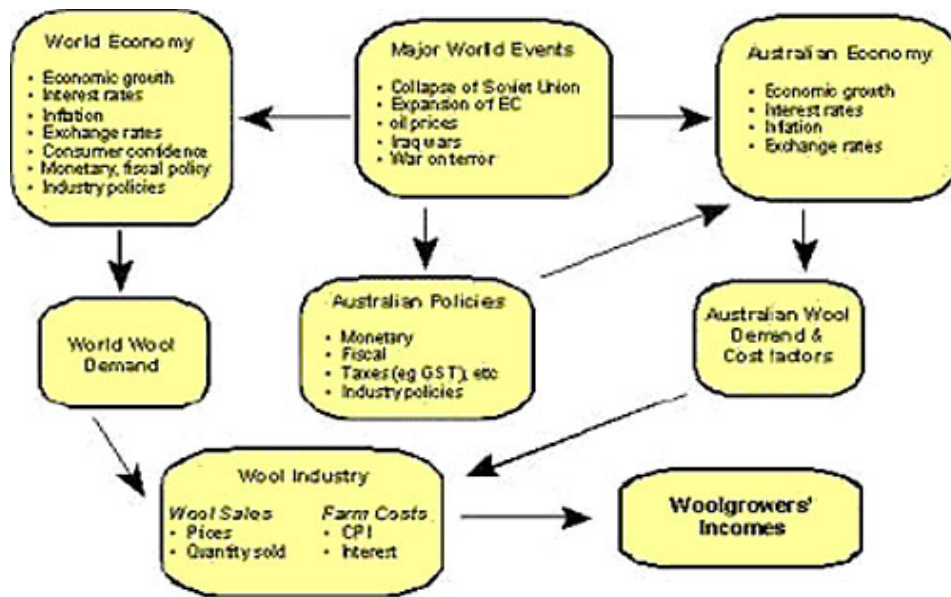 World Economy
• Economic growth
• Interest rates
• Inflation
• Exchange rates
• Consumer confidence
• Monetary, fiscal policy
• Industry policies
Major World Events
• Collapse of Soviet Union
• Expansion of EC
• oil prices
• Iraq wars
• War on terror
Australian Economy
• Economic growth
• Interest rates
• Inflation
• Exchange rates
World Wool
Demand
Australian Policies
• Monetary
• Fiscal
• Taxes (eg GST), etc
• Industry policies
Australian Wool
Demand &
Cost factors
Wool Industry
Wool Sales
• Prices
• Quantity sold
Farm Costs
• CPI
• Interest
Woolgrowers'
Incomes